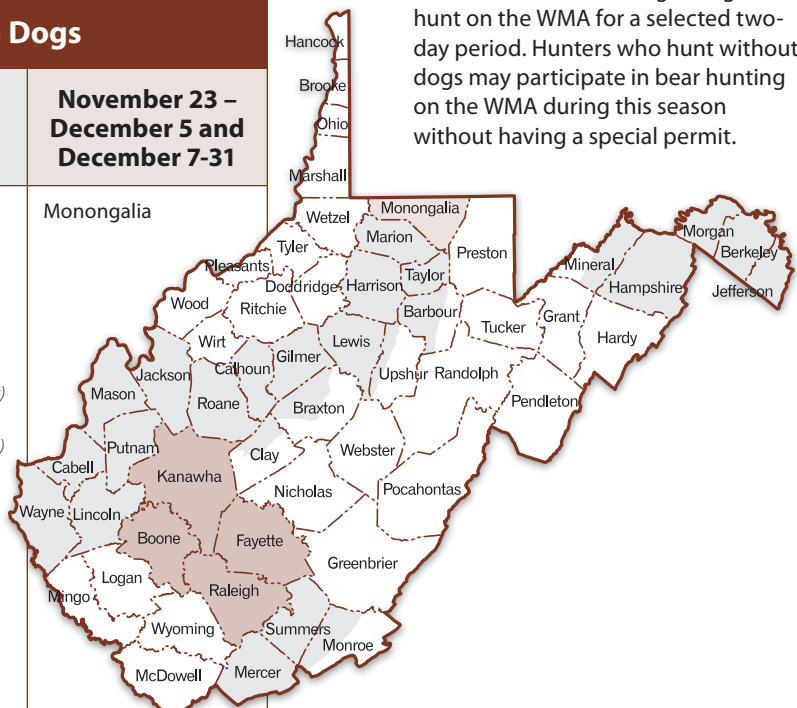 Dogs
hunt on the WMA for a selected two-
day period. Hunters who hunt without
dogs may participate in bear hunting
on the WMA during this season
without having a special permit.
November 23 –
December 5 and
December 7-31
Monongalia
Hancock
Brooke
Ohio
Marshall
Wetzel
Monongalia
Marion
Preston
Tyler
Pleasants
Doddridge
Harrison
Taylor
Mineral
Morgan
Berkeley
Hampshire
Jefferson
Wood
Ritchie
Barbour
Tucker
Grant
Hardy
Wirt
Lewis
Gilmer
Calhoun
Jackson
Upshur
Randolph
Mason
Roane
Braxton
Pendleton
Putnam
Clay
Webster
Cabell
Kanawha
Nicholas
Pocahontas
Wayne
Lincoln
Boone
Fayette
Greenbrier
Logan
Raleigh
Mingo
Wyoming
Summers
Monroe
McDowell
Mercer